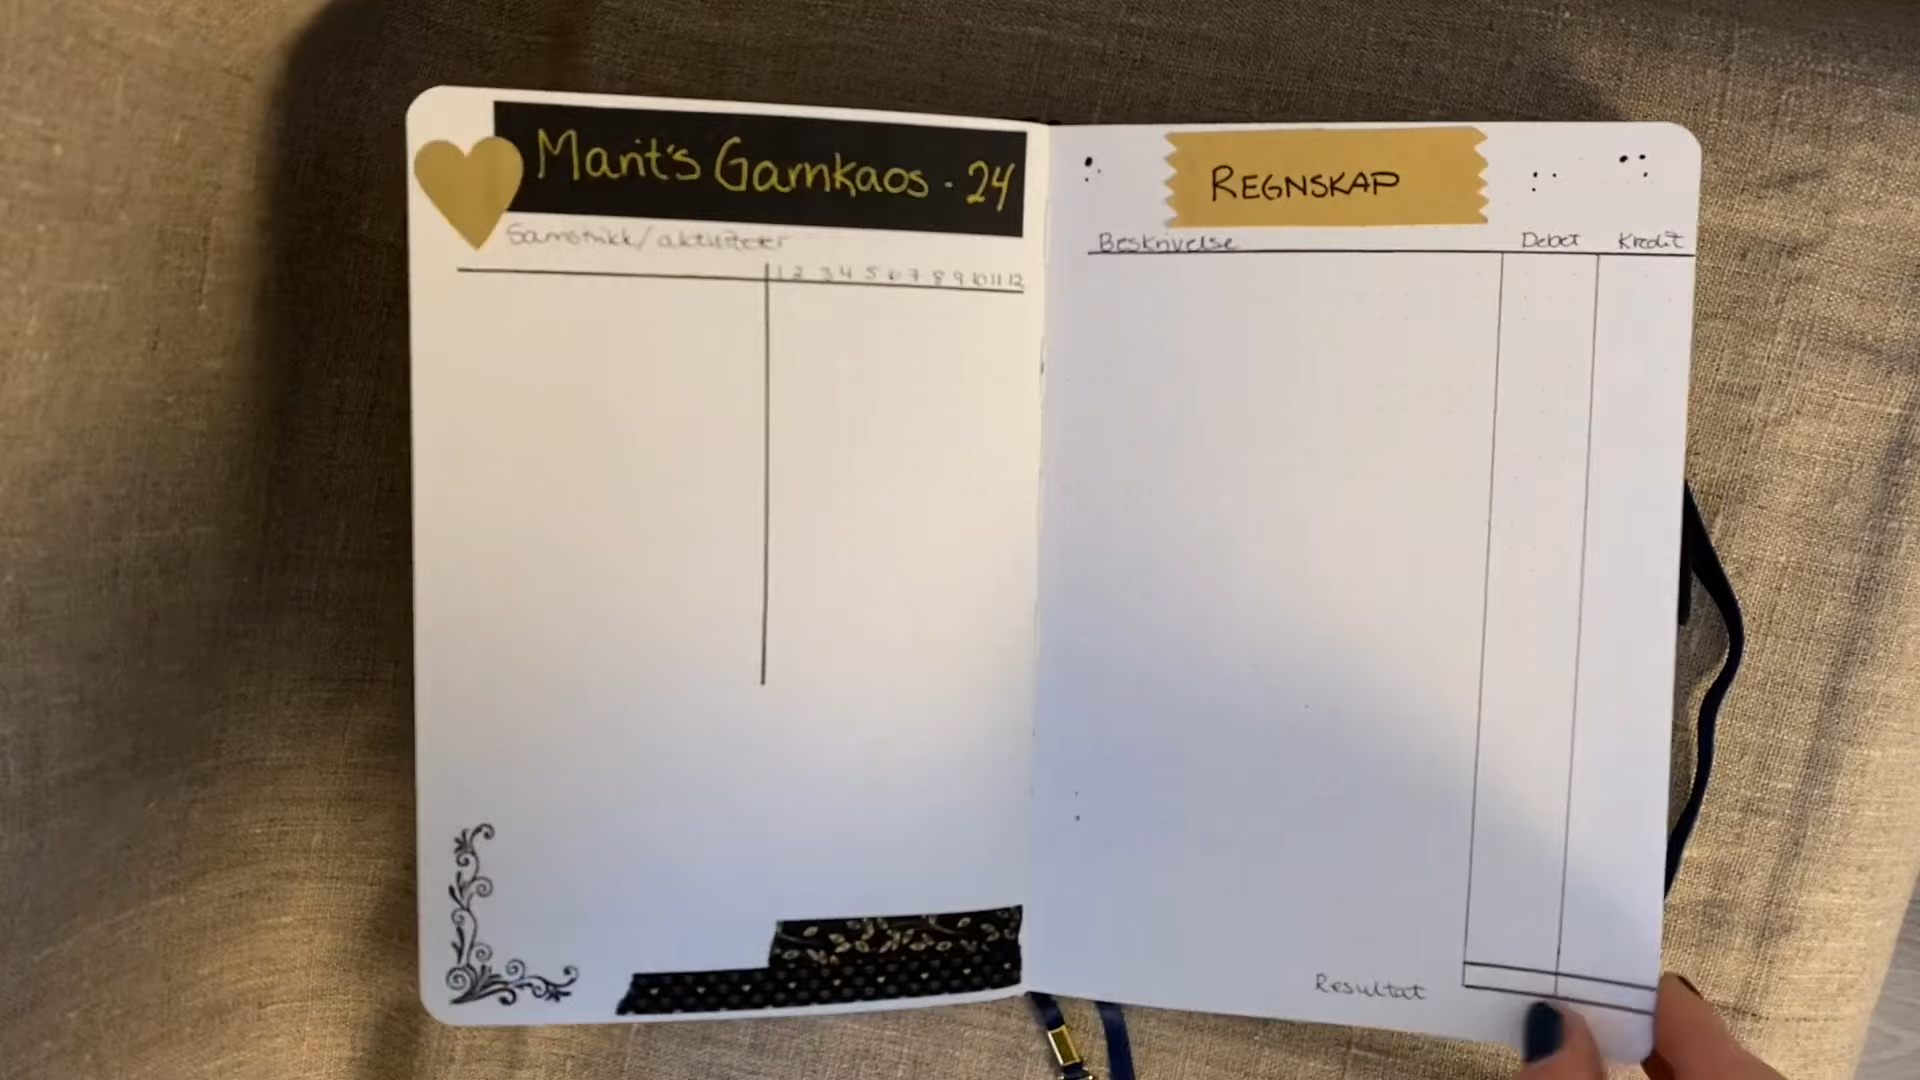 Marit's Garnkaos - 24
Samstrikk/aktiviteter
1 2 3 4 5 6 7 8 9 10 11 12
REGNSKAP
Beskrivelse Debet Kredit
Resultat